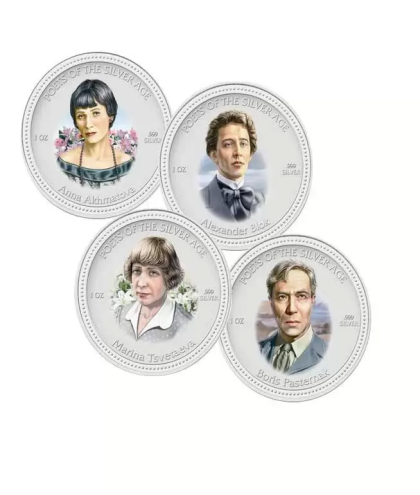 POETS OF THE SILVER AGE
1 OZ
.999
SILVER
Anna Akhmatova
POETS OF THE SILVER AGE
1 OZ
.999
SILVER
Alexander Blok
POETS OF THE SILVER AGE
1 OZ
.999
SILVER
Marina Tsvetaeva
POETS OF THE SILVER AGE
1 OZ
.999
SILVER
Boris Pasternak